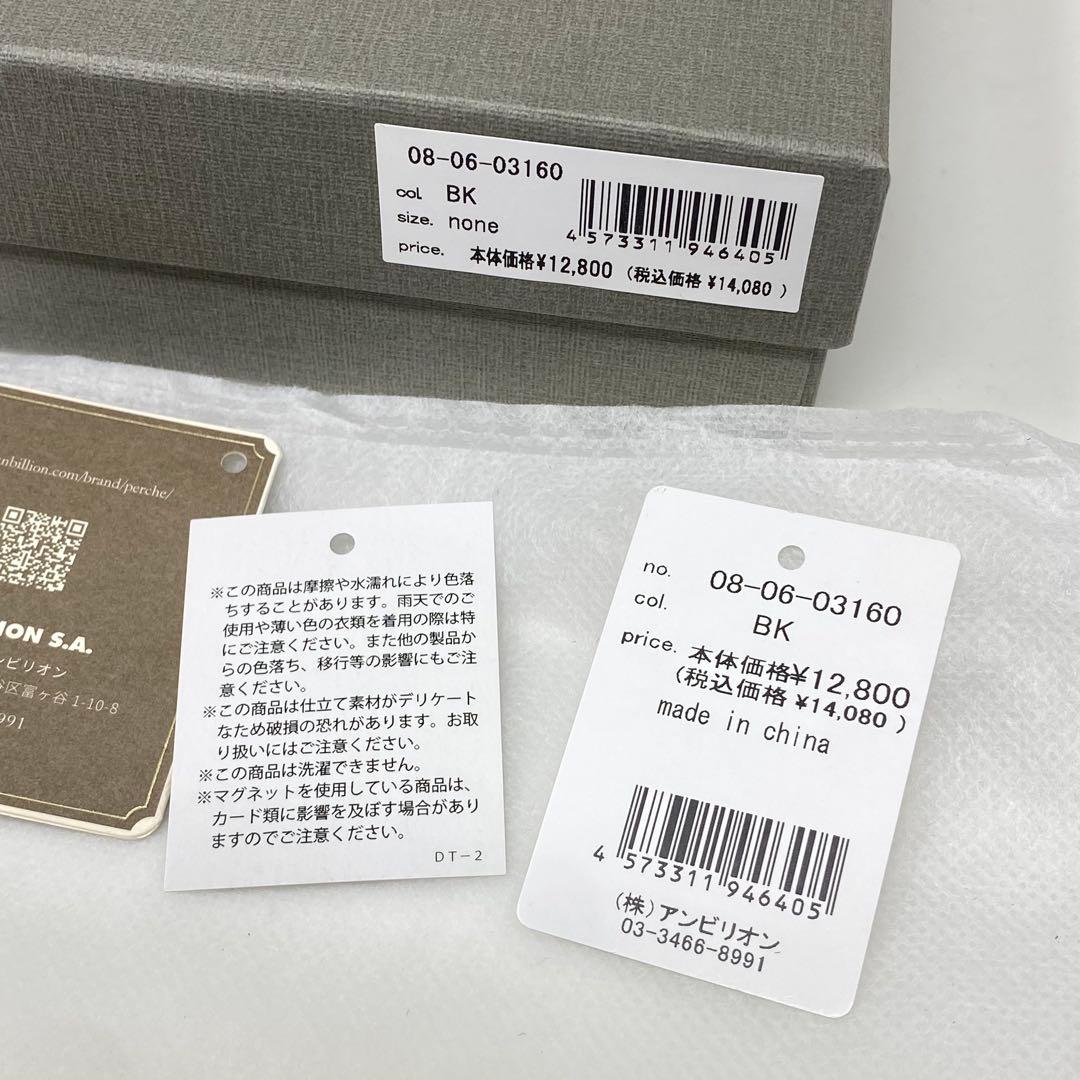 08-06-03160
col BK
size. none
4573311 946405
price. 本体価格¥12,800 (税込価格 ¥14,080 )
nbillion.com/brand/perche/
ION S.A.
ンビリオン
区富ヶ谷 1-10-8
991
※この商品は摩擦や水濡れにより色落
ちすることがあります。雨天でのご
使用や薄い色の衣類を着用の際は特
にご注意ください。また他の製品か
らの色落ち、移行等の影響にもご注
意ください。
※この商品は仕立て素材がデリケート
なため破損の恐れがあります。お取
り扱いにはご注意ください。
※この商品は洗濯できません。
※マグネットを使用している商品は、
カード類に影響を及ぼす場合があり
ますのでご注意ください。
DT-2
no. 08-06-03160
col. BK
price. 本体価格¥12,800
(税込価格 ¥14,080 )
made in china
4 573311 946405
(株)アンビリオン
03-3466-8991